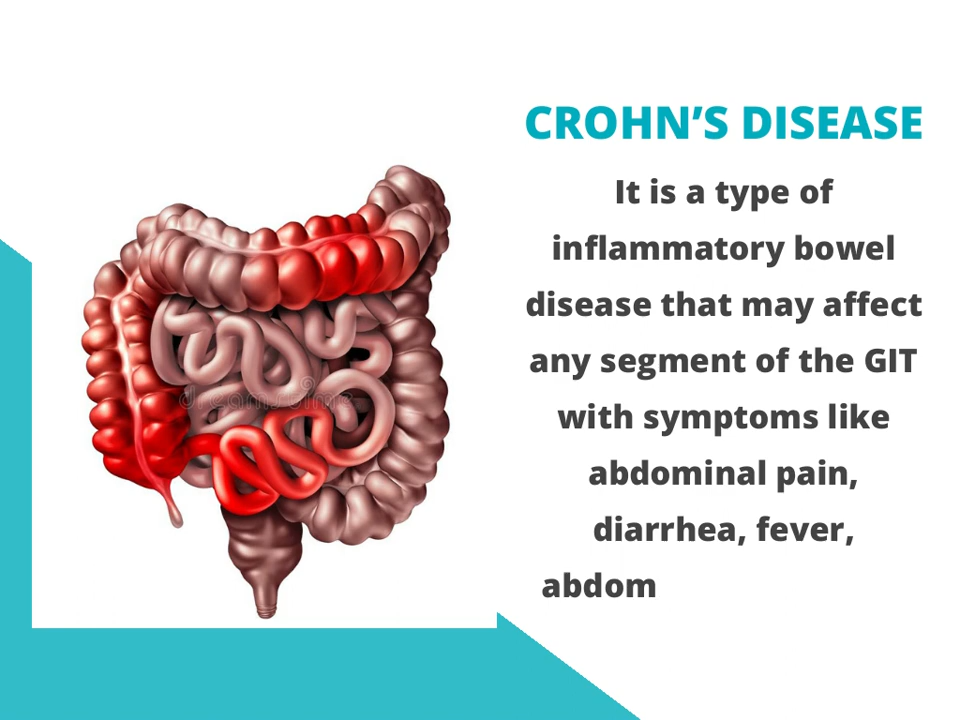 CROHN'S DISEASE
It is a type of
inflammatory bowel
disease that may affect
any segment of the GIT
with symptoms like
abdominal pain,
diarrhea, fever,
abdom
dreamstime